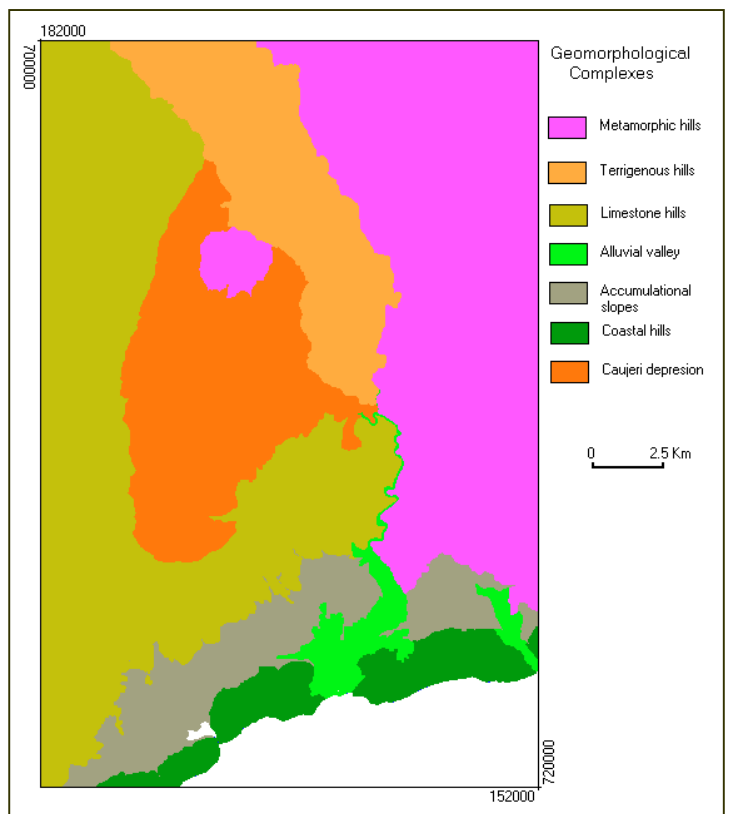 182000
700000
Geomorphological
Complexes
Metamorphic hills
Terrigenous hills
Limestone hills
Alluvial valley
Accumulational
slopes
Coastal hills
Caujeri depresion
0 2.5 Km
720000
152000